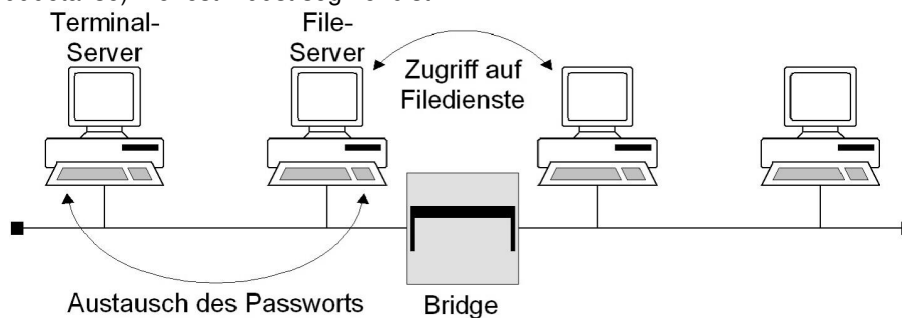 Terminal-
Server
File-
Server
Zugriff auf
Filedienste
Austausch des Passworts
Bridge